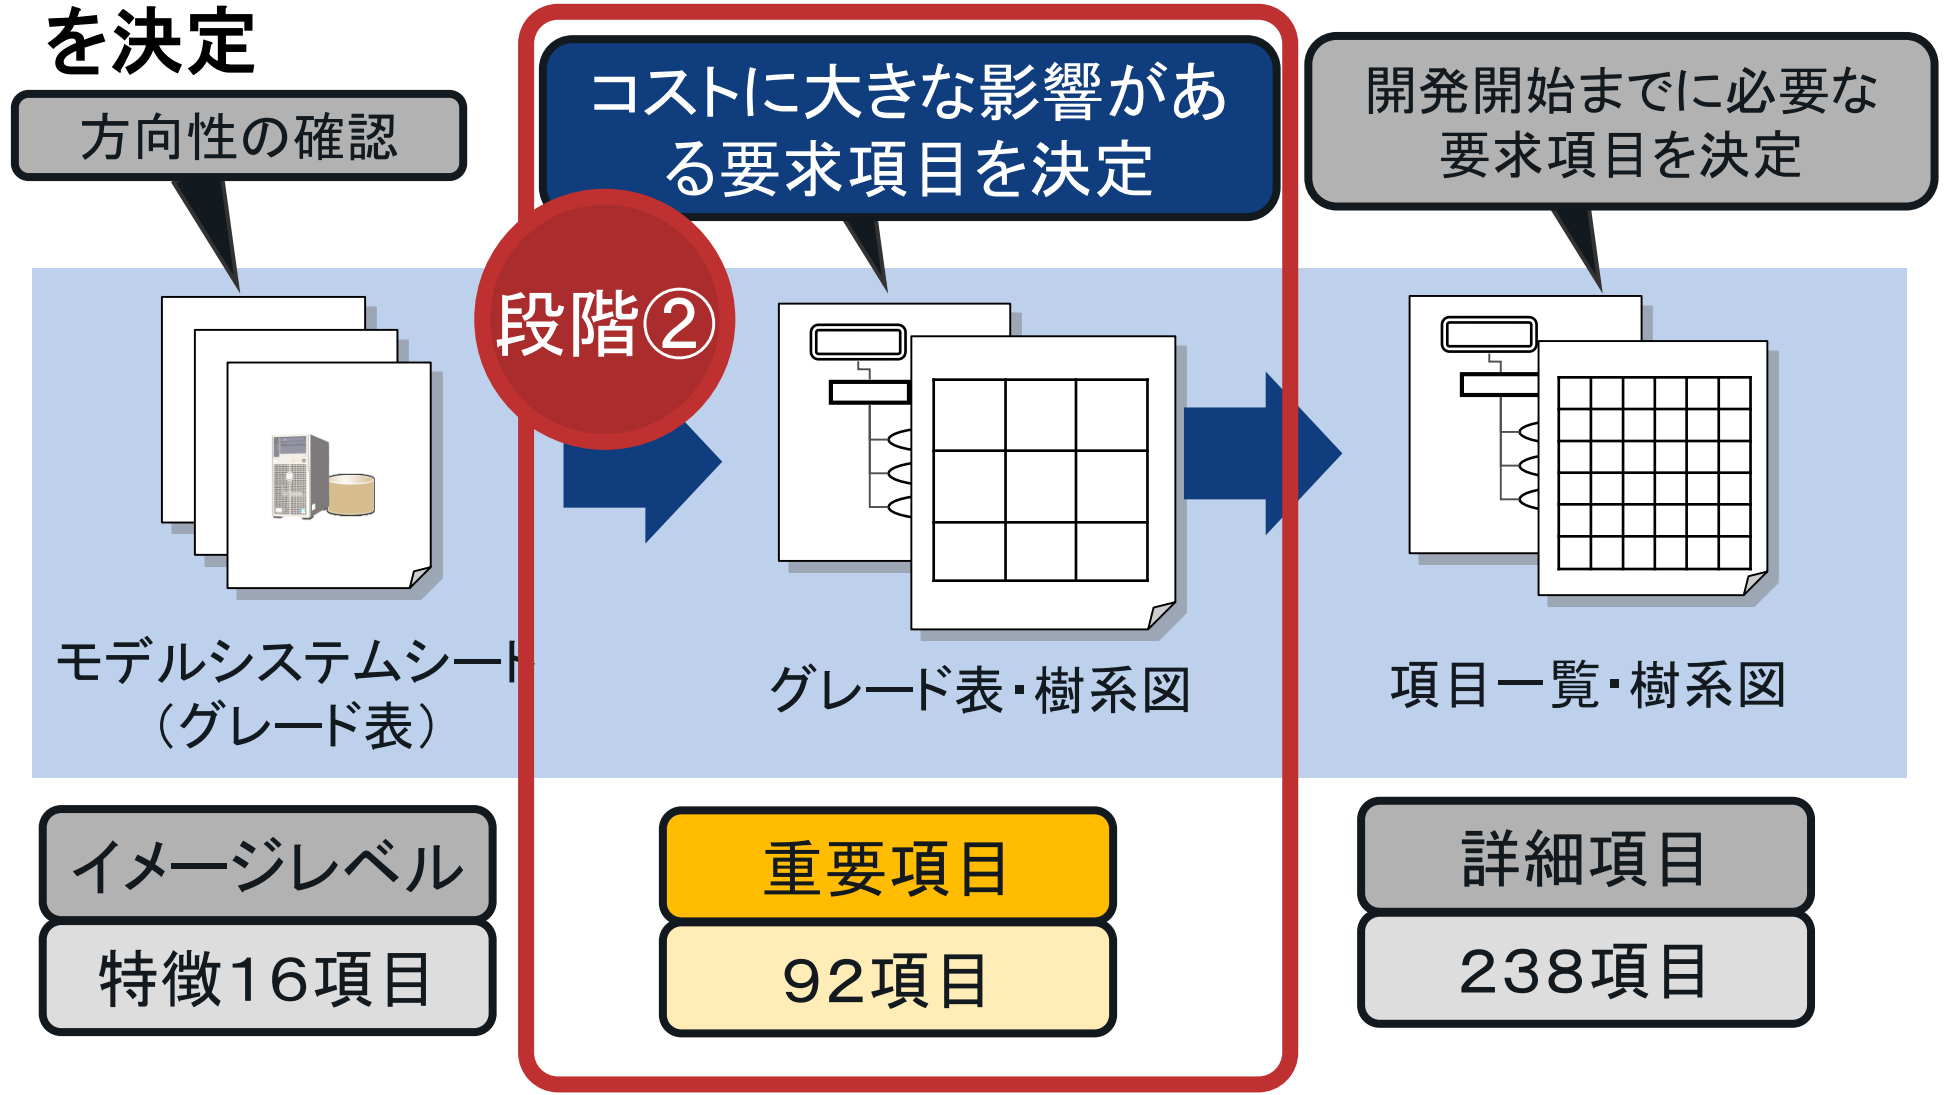 を決定
方向性の確認
コストに大きな影響があ
る要求項目を決定
開発開始までに必要な
要求項目を決定
段階②
モデルシステムシート
（グレード表）
グレード表・樹系図
項目一覧・樹系図
イメージレベル
特徴１６項目
重要項目
９２項目
詳細項目
２３８項目